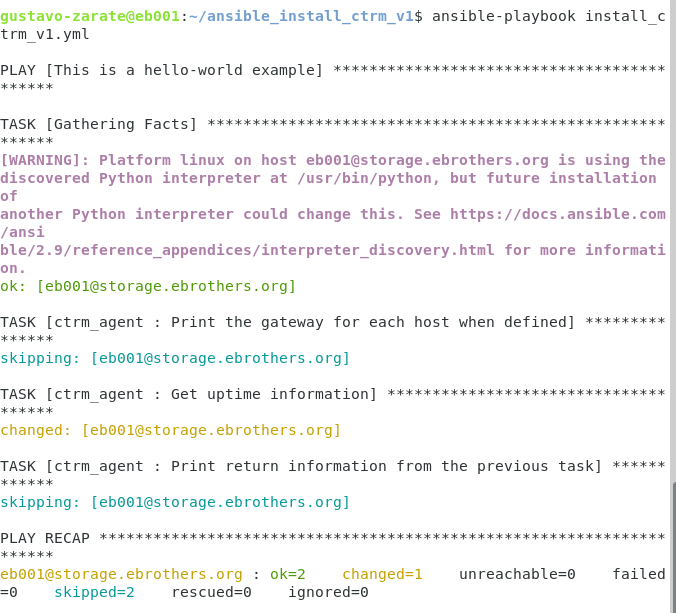 gustavo-zarate@eb001:~/ansible_install_ctrm_v1$ ansible-playbook install_c
trm_v1.yml

PLAY [This is a hello-world example] *************************************
******

TASK [Gathering Facts] ***************************************************
******
[WARNING]: Platform linux on host eb001@storage.ebrothers.org is using the
discovered Python interpreter at /usr/bin/python, but future installation
of
another Python interpreter could change this. See https://docs.ansible.com
/ansi
ble/2.9/reference_appendices/interpreter_discovery.html for more informati
on.
ok: [eb001@storage.ebrothers.org]

TASK [ctrm_agent : Print the gateway for each host when defined] *********
******
skipping: [eb001@storage.ebrothers.org]

TASK [ctrm_agent : Get uptime information] *******************************
******
changed: [eb001@storage.ebrothers.org]

TASK [ctrm_agent : Print return information from the previous task] ******
******
skipping: [eb001@storage.ebrothers.org]

PLAY RECAP ***************************************************************
******
eb001@storage.ebrothers.org : ok=2    changed=1    unreachable=0    failed
=0    skipped=2    rescued=0    ignored=0